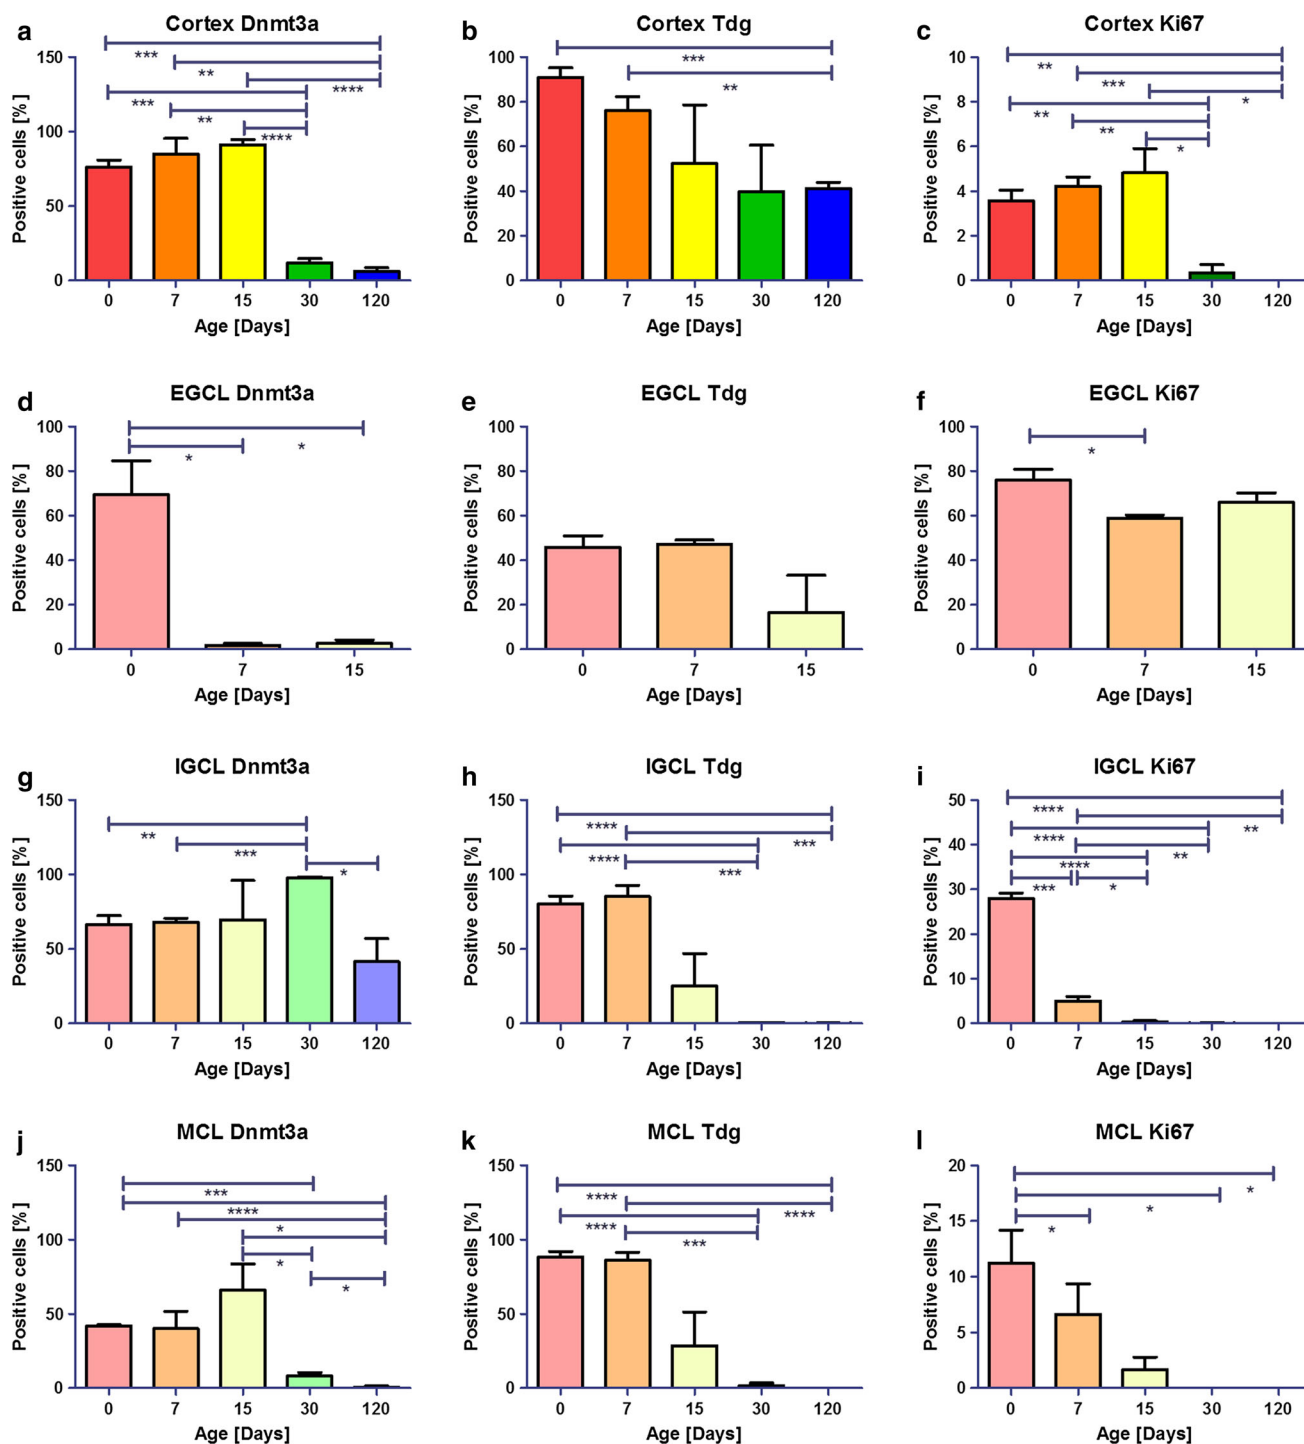 a Cortex Dnmt3a
Positive cells [%]
150
100
50
0
***
**
****
***
**
****
0 7 15 30 120
Age [Days]
b Cortex Tdg
Positive cells [%]
100
80
60
40
20
0
***
**
0 7 15 30 120
Age [Days]
c Cortex Ki67
Positive cells [%]
10
8
6
4
2
0
**
***
*
**
**
*
0 7 15 30 120
Age [Days]
d EGCL Dnmt3a
Positive cells [%]
100
80
60
40
20
0
*
*
0 7 15
Age [Days]
e EGCL Tdg
Positive cells [%]
100
80
60
40
20
0
0 7 15
Age [Days]
f EGCL Ki67
Positive cells [%]
100
80
60
40
20
0
*
0 7 15
Age [Days]
g IGCL Dnmt3a
Positive cells [%]
150
100
50
0
**
***
*
0 7 15 30 120
Age [Days]
h IGCL Tdg
Positive cells [%]
150
100
50
0
****
***
****
***
0 7 15 30 120
Age [Days]
i IGCL Ki67
Positive cells [%]
50
40
30
20
10
0
****
**
****
**
****
***
*
0 7 15 30 120
Age [Days]
j MCL Dnmt3a
Positive cells [%]
150
100
50
0
***
****
*
*
*
0 7 15 30 120
Age [Days]
k MCL Tdg
Positive cells [%]
150
100
50
0
****
****
****
***
0 7 15 30 120
Age [Days]
l MCL Ki67
Positive cells [%]
20
15
10
5
0
*
*
*
0 7 15 30 120
Age [Days]